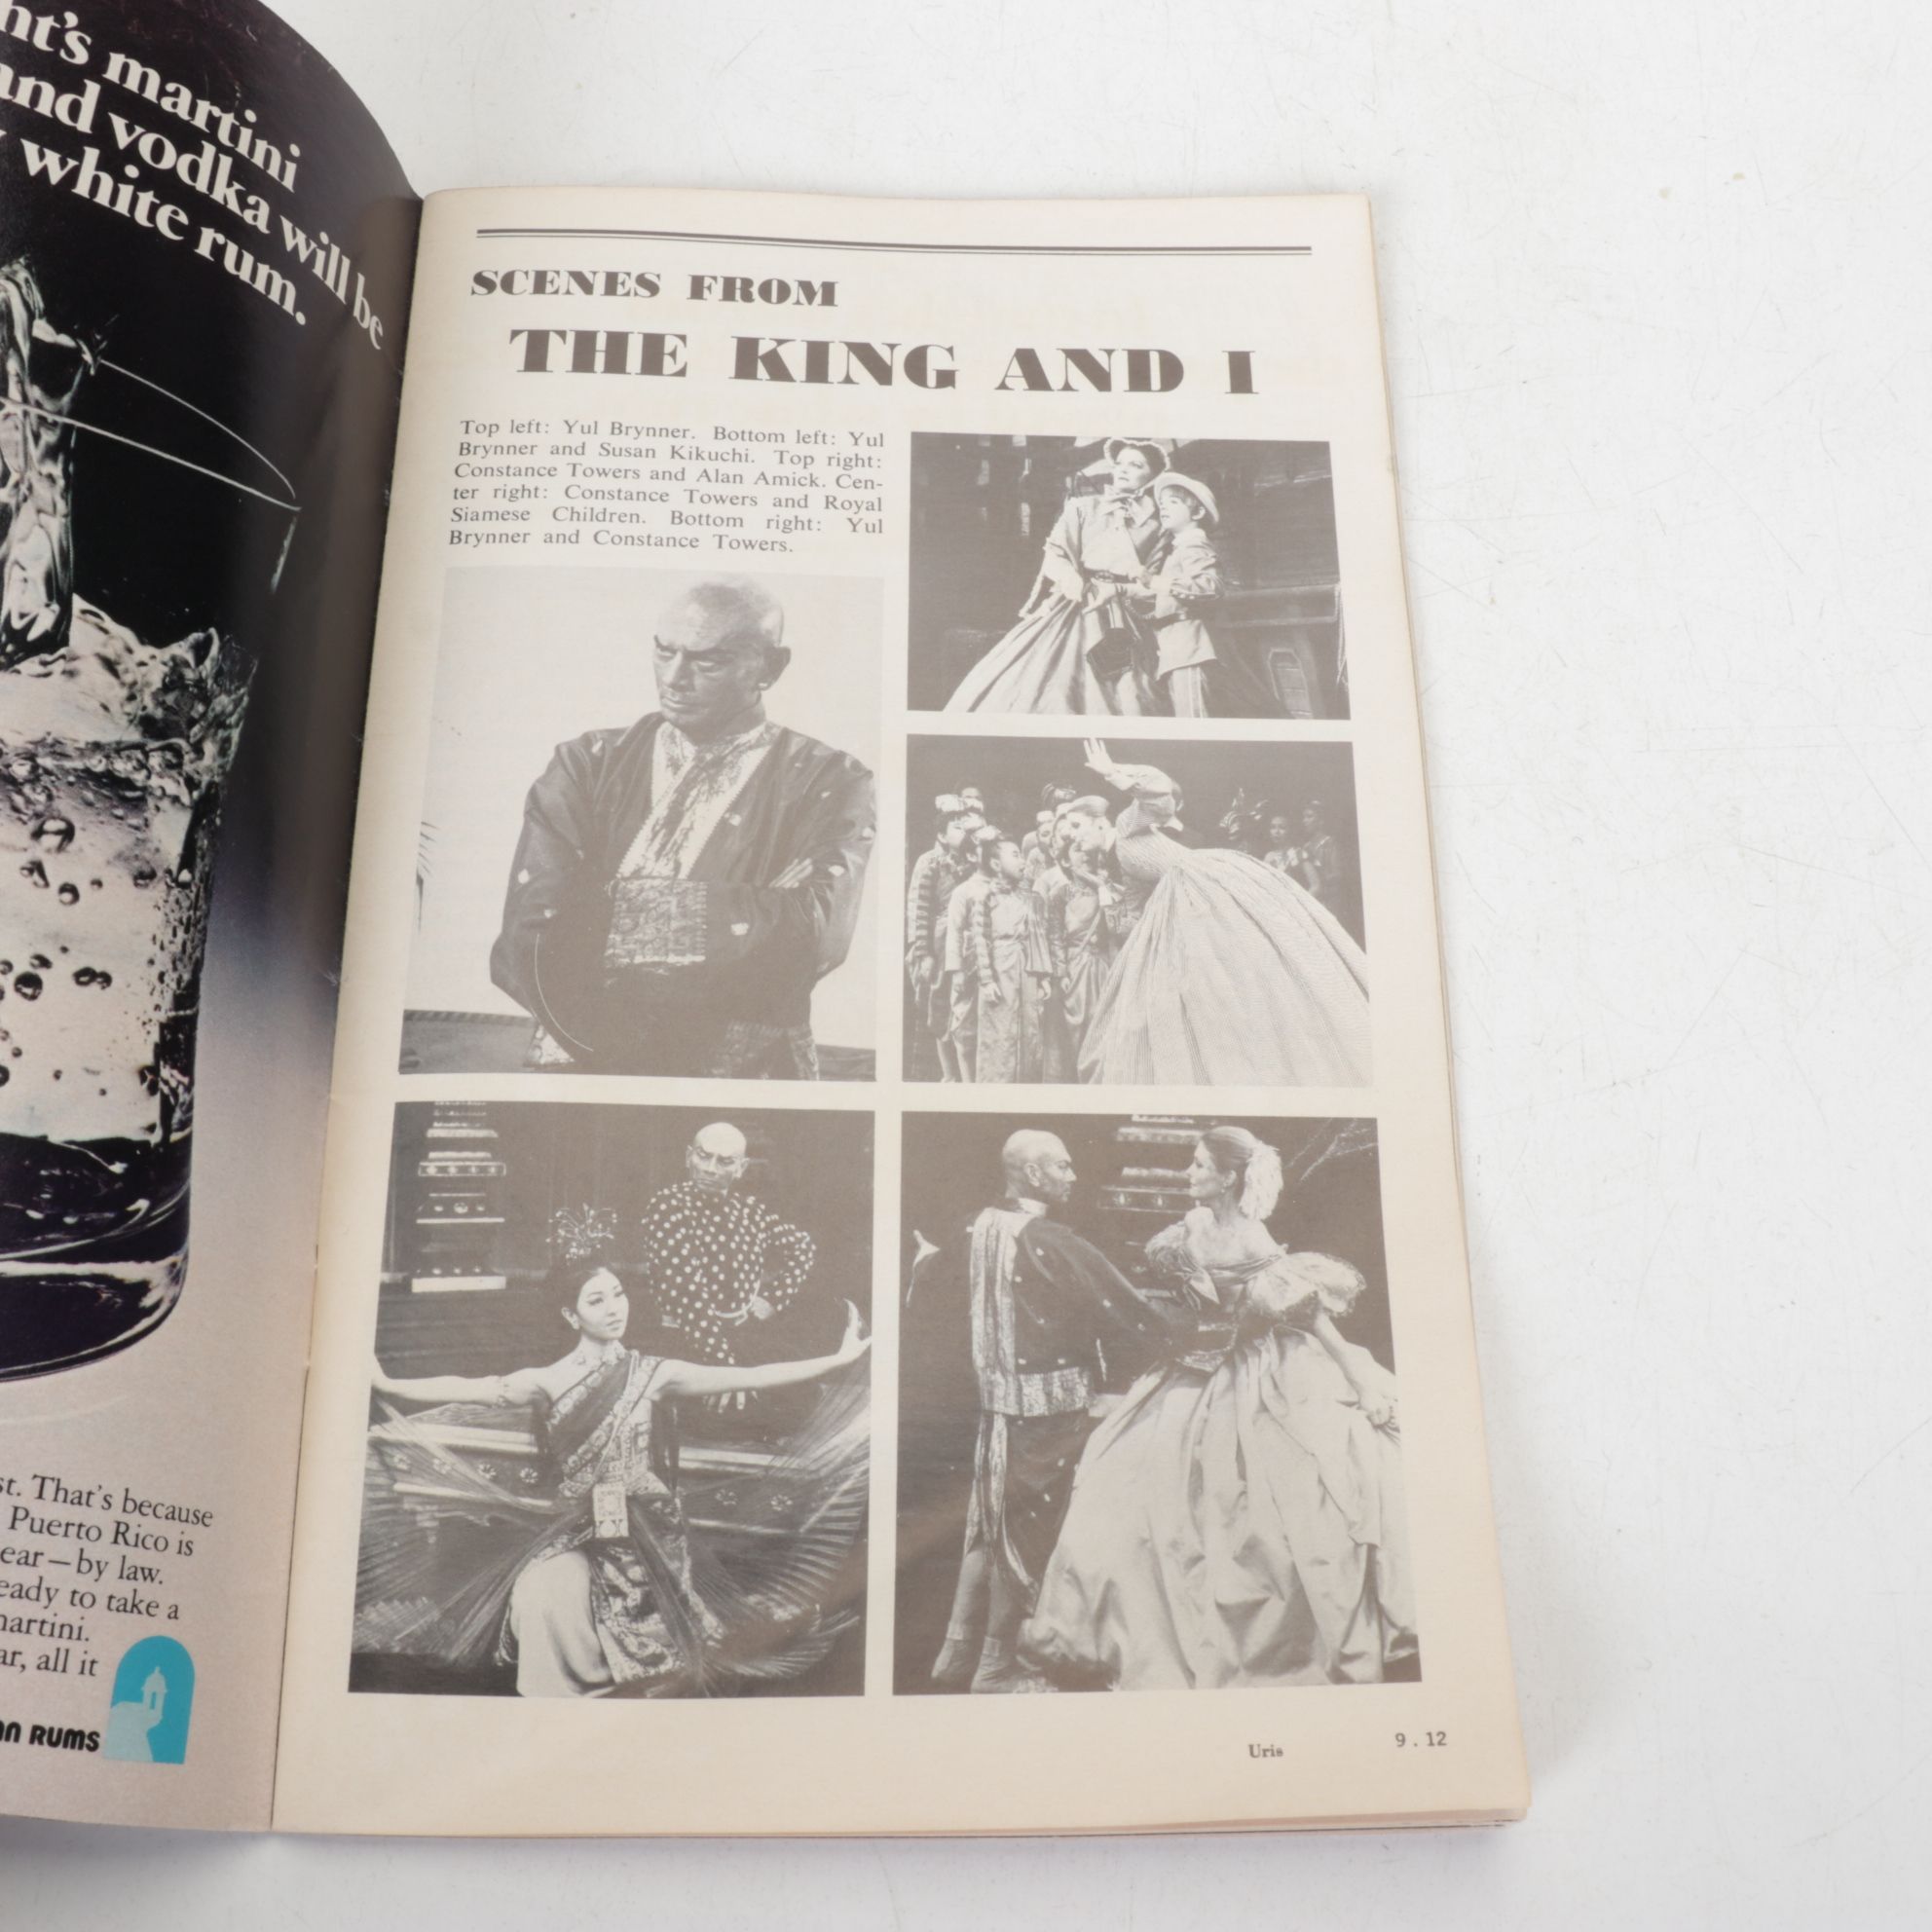 ht's martini
and vodka will be
white rum.
st. That's because
Puerto Rico is
ear—by law.
eady to take a
martini.
ar, all it
an RUMS
SCENES FROM
THE KING AND I
Top left: Yul Brynner. Bottom left: Yul
Brynner and Susan Kikuchi. Top right:
Constance Towers and Alan Amick. Cen-
ter right: Constance Towers and Royal
Siamese Children. Bottom right: Yul
Brynner and Constance Towers.
Uris
9.12